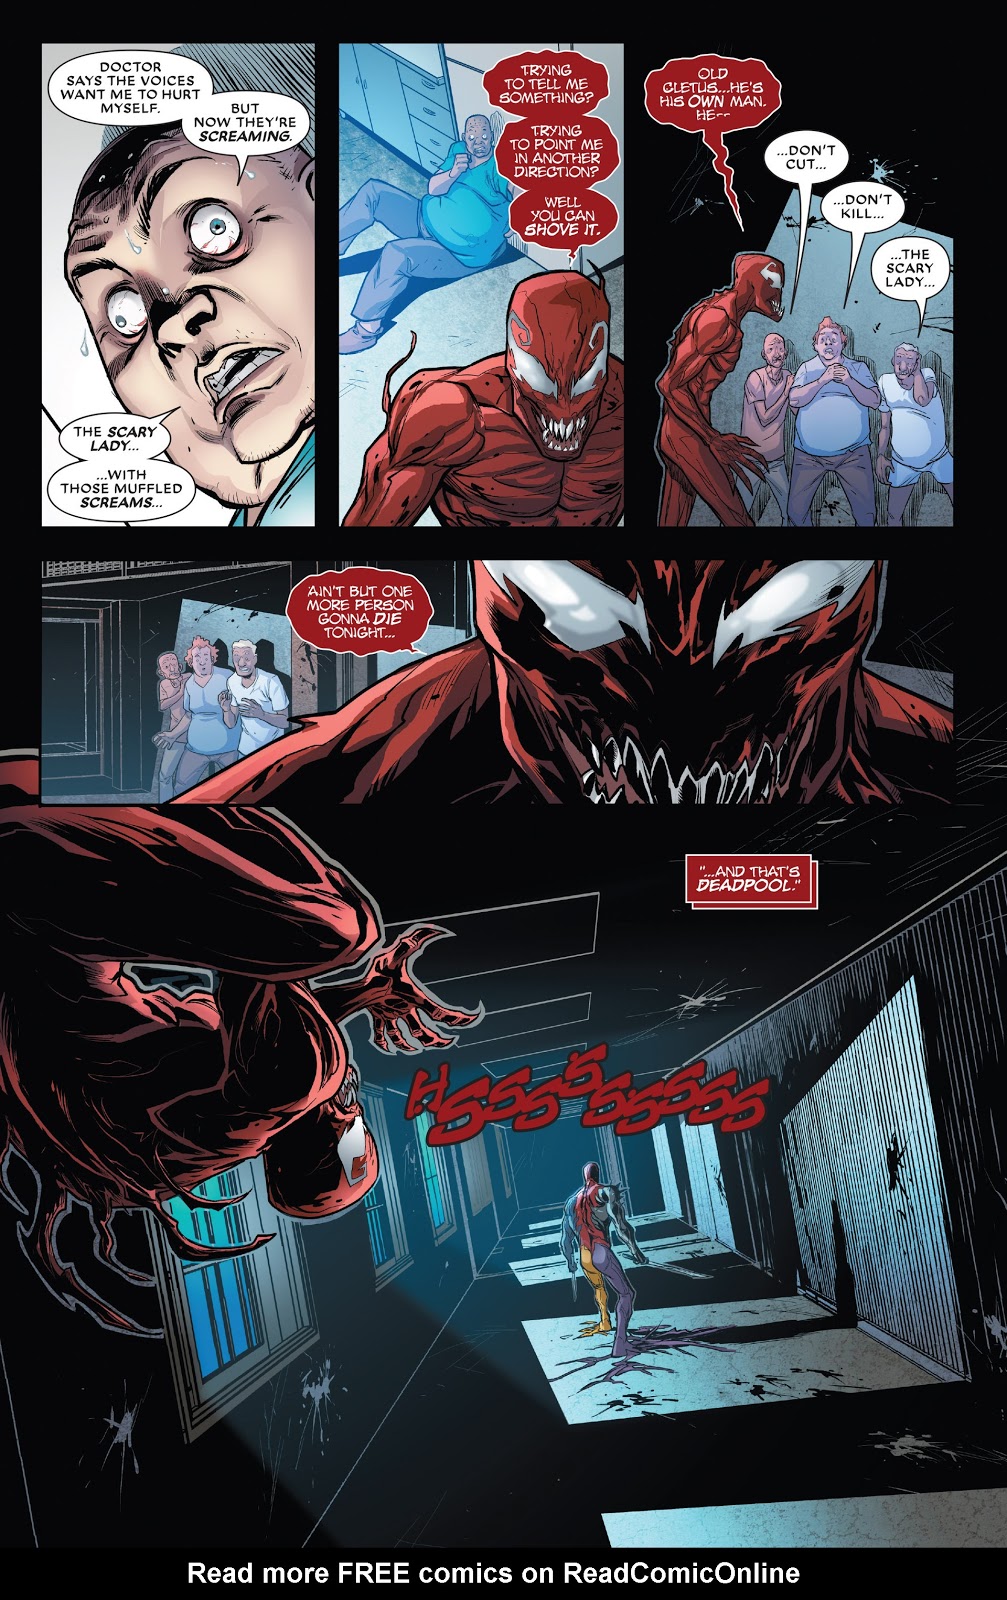 DOCTOR
SAYS THE VOICES
WANT ME TO HURT
MYSELF.
BUT
NOW THEY'RE
SCREAMING.
THE SCARY
LADY...
...WITH
THOSE MUFFLED
SCREAMS...
TRYING
TO TELL ME
SOMETHING?
TRYING
TO POINT ME
IN ANOTHER
DIRECTION?
WELL
YOU CAN
SHOVE IT.
OLD
CLETUS...HE'S
HIS OWN MAN.
HE--
...DON'T
CUT...
...DON'T
KILL...
...THE
SCARY
LADY...
'AIN'T BUT ONE
MORE PERSON
GONNA DIE
TONIGHT...
"...AND THAT'S
DEADPOOL."
HSSSSSSSSSS
Read more FREE comics on ReadComicOnline